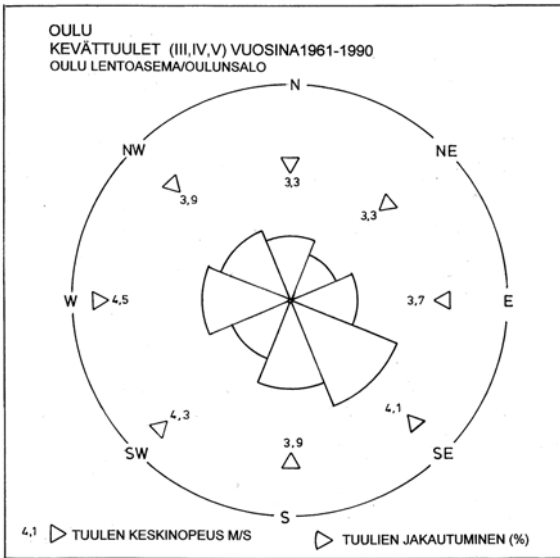 OULU
KEVÄTTUULET (III,IV,V) VUOSINA1961-1990
OULU LENTOASEMA/OULUNSALO
N
NW
NE
3,3
3,9
3,3
W
4,5
3,7
E
4,3
4,1
3,9
SW
SE
S
4,1 TUULEN KESKINOPEUS M/S
TUULIEN JAKAUTUMINEN (%)